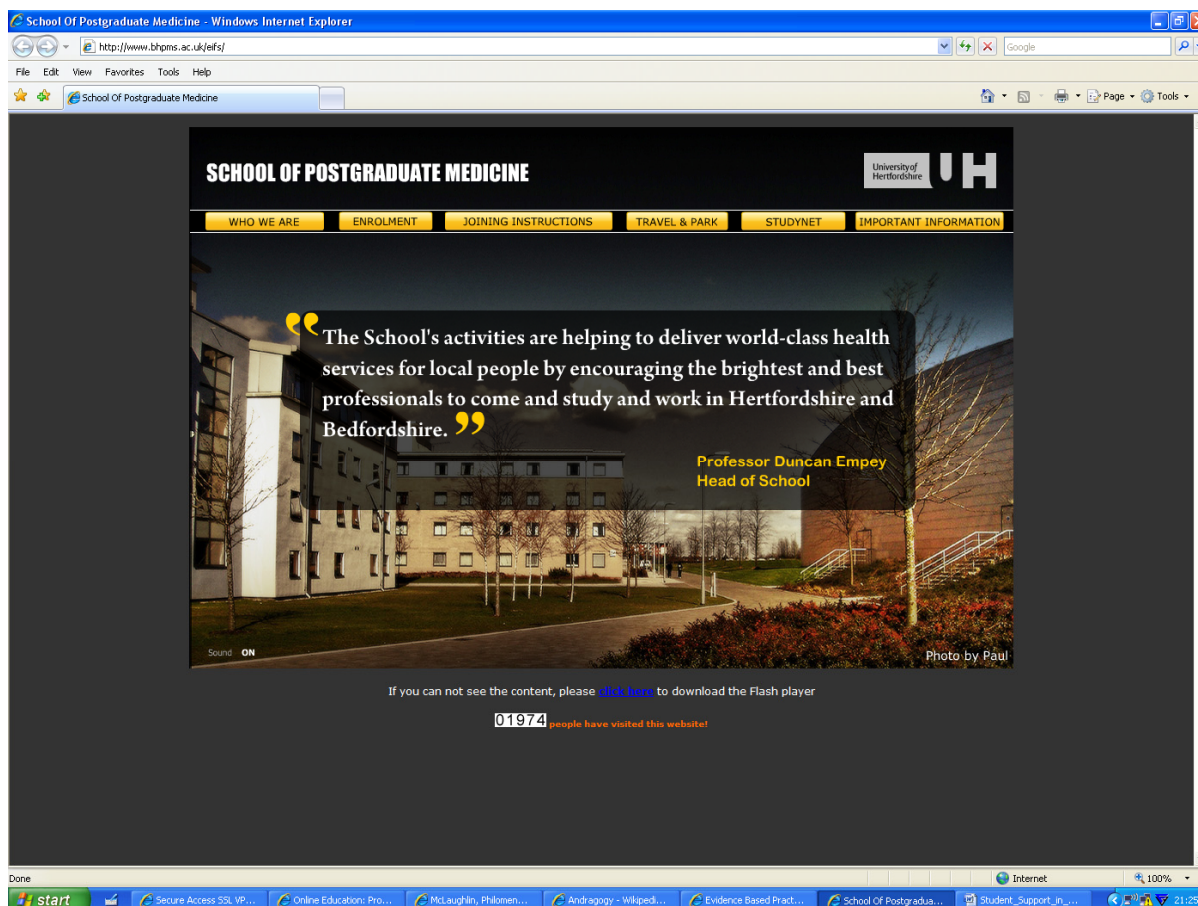 School Of Postgraduate Medicine - Windows Internet Explorer
http://www.bhpms.ac.uk/eifs/
Google
File Edit View Favorites Tools Help
School Of Postgraduate Medicine
Page Tools
SCHOOL OF POSTGRADUATE MEDICINE
University of
Hertfordshire
UH
WHO WE ARE ENROLMENT JOINING INSTRUCTIONS TRAVEL & PARK STUDYNET IMPORTANT INFORMATION
“The School's activities are helping to deliver world-class health
services for local people by encouraging the brightest and best
professionals to come and study and work in Hertfordshire and
Bedfordshire.”
Professor Duncan Empey
Head of School
Sound ON
Photo by Paul
If you can not see the content, please click here to download the Flash player
01974 people have visited this website!
Done Internet 100%
start Secure Access SSL VP... Online Education: Pro... McLaughlin, Philomen... Andragogy - Wikipedi... Evidence Based Pract... School Of Postgradua... Student_Support_in_... 21:25